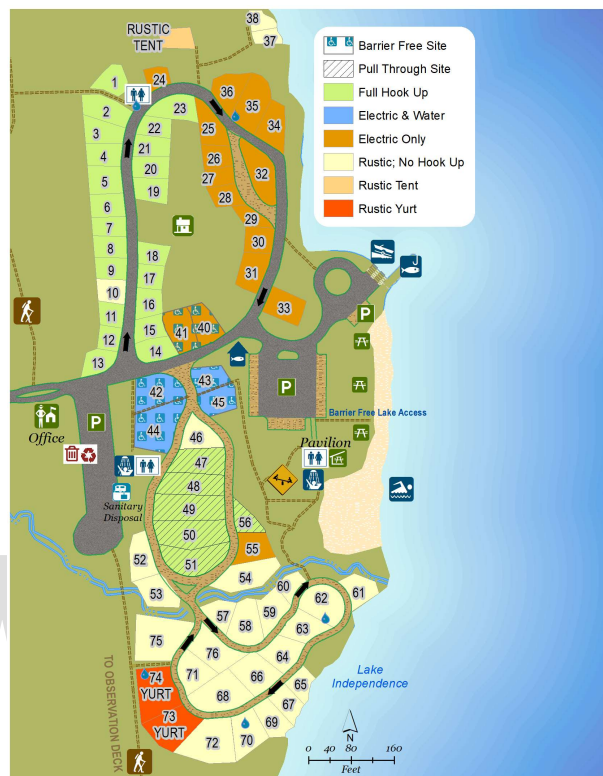 RUSTIC
TENT
38
37
Barrier Free Site
Pull Through Site
Full Hook Up
Electric & Water
Electric Only
Rustic; No Hook Up
Rustic Tent
Rustic Yurt
1
24
2
23
36
35
34
3
22
25
4
21
26
32
5
20
27
19
28
6
7
29
8
18
30
9
17
31
10
16
33
11
15
41
40
12
14
13
P
P
42
43
45
44
P
Office
Barrier Free Lake Access
Pavilion
Sanitary
Disposal
46
47
48
49
50
51
56
55
54
52
53
60
61
62
59
57
58
63
75
76
64
66
74
YURT
71
65
68
67
73
YURT
69
72
70
TO OBSERVATION DECK
Lake
Independence
N
0 40 80 160
Feet